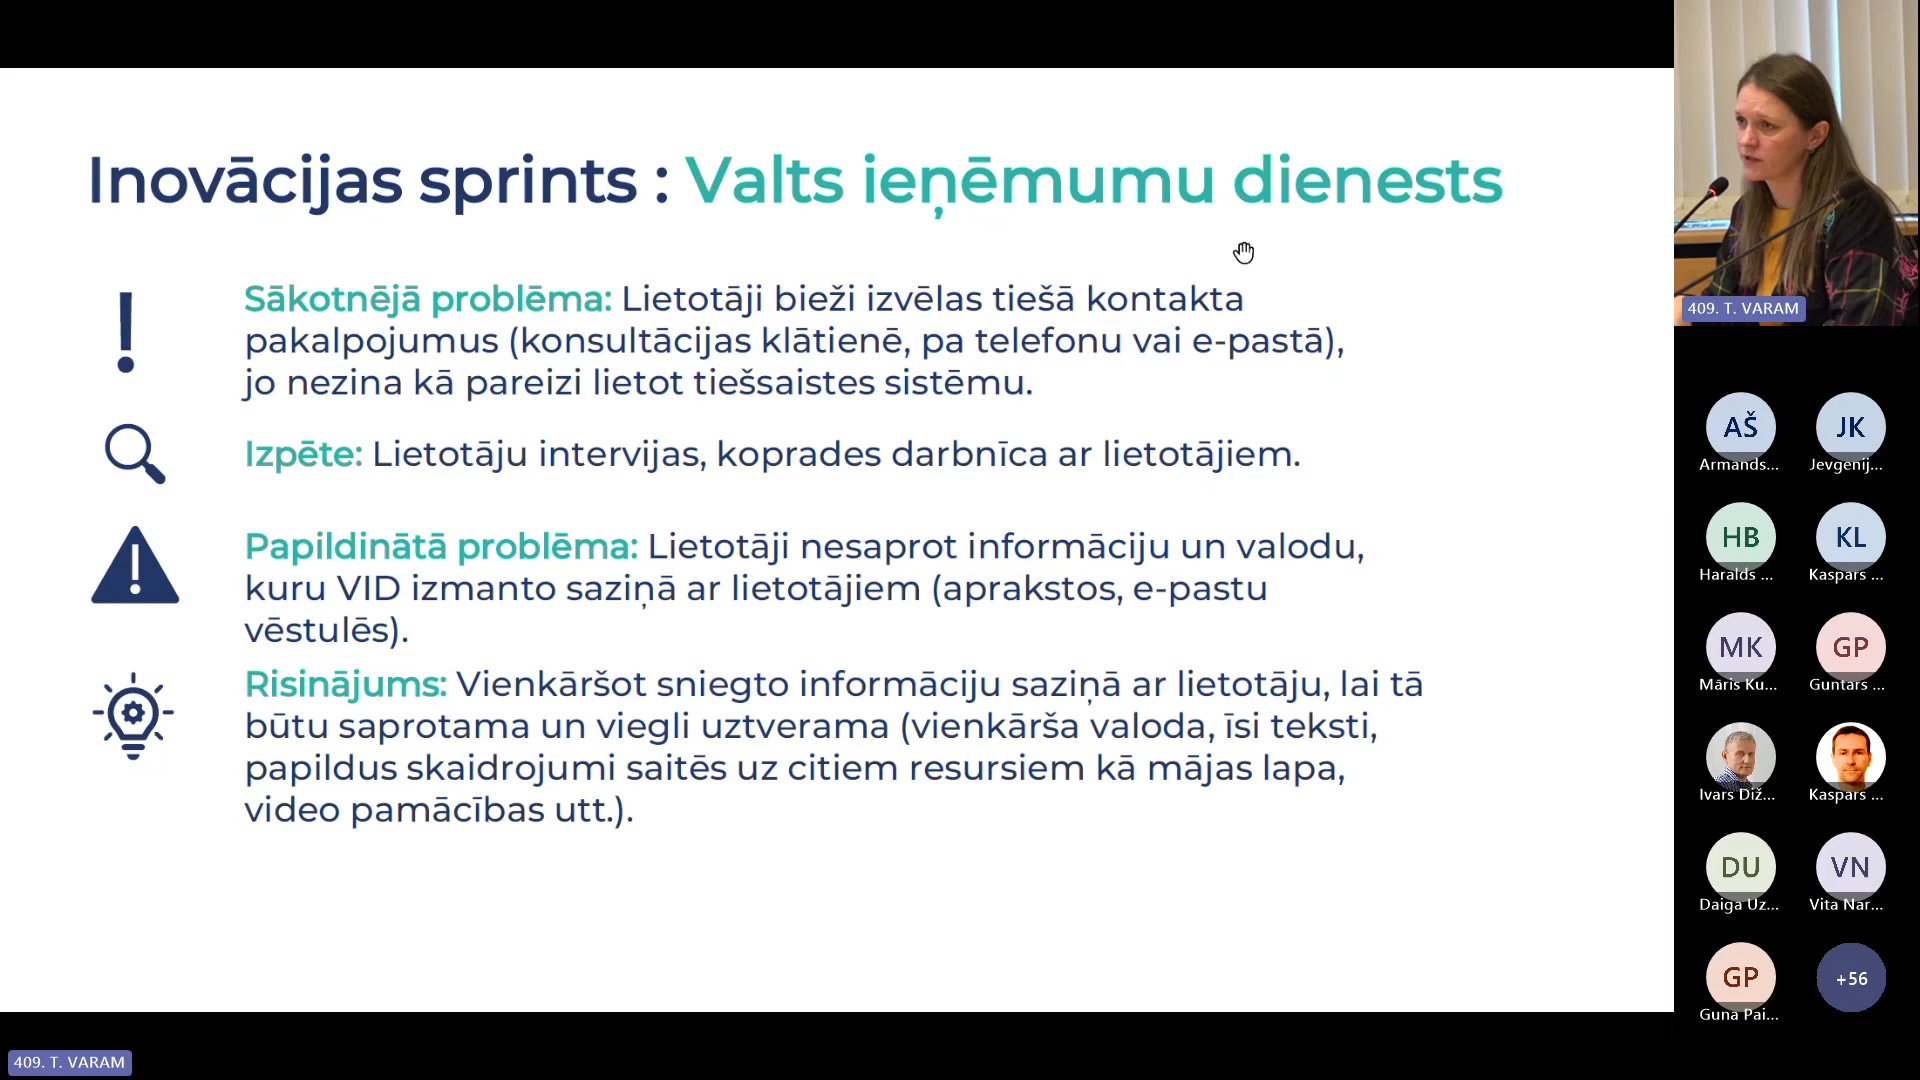 Inovācijas sprints : Valts ieņēmumu dienests
Sākotnējā problēma: Lietotāji bieži izvēlas tiešā kontakta
pakalpojumus (konsultācijas klātienē, pa telefonu vai e-pastā),
jo nezina kā pareizi lietot tiešsaistes sistēmu.
Izpēte: Lietotāju intervijas, koprades darbnīca ar lietotājiem.
Papildinātā problēma: Lietotāji nesaprot informāciju un valodu,
kuru VID izmanto saziņā ar lietotājiem (aprakstos, e-pastu
vēstulēs).
Risinājums: Vienkāršot sniegto informāciju saziņā ar lietotāju, lai tā
būtu saprotama un viegli uztverama (vienkārša valoda, īsi teksti,
papildus skaidrojumi saitēs uz citiem resursiem kā mājas lapa,
video pamācības utt.).
409. T. VARAM
AŠ
Armands...
JK
Jevgenij...
HB
Haralds ...
KL
Kaspars ...
MK
Māris Ku...
GP
Guntars ...
Ivars Diž...
Kaspars ...
DU
Daiga Uz...
VN
Vita Nar...
GP
Guna Pai...
+56
409. T. VARAM